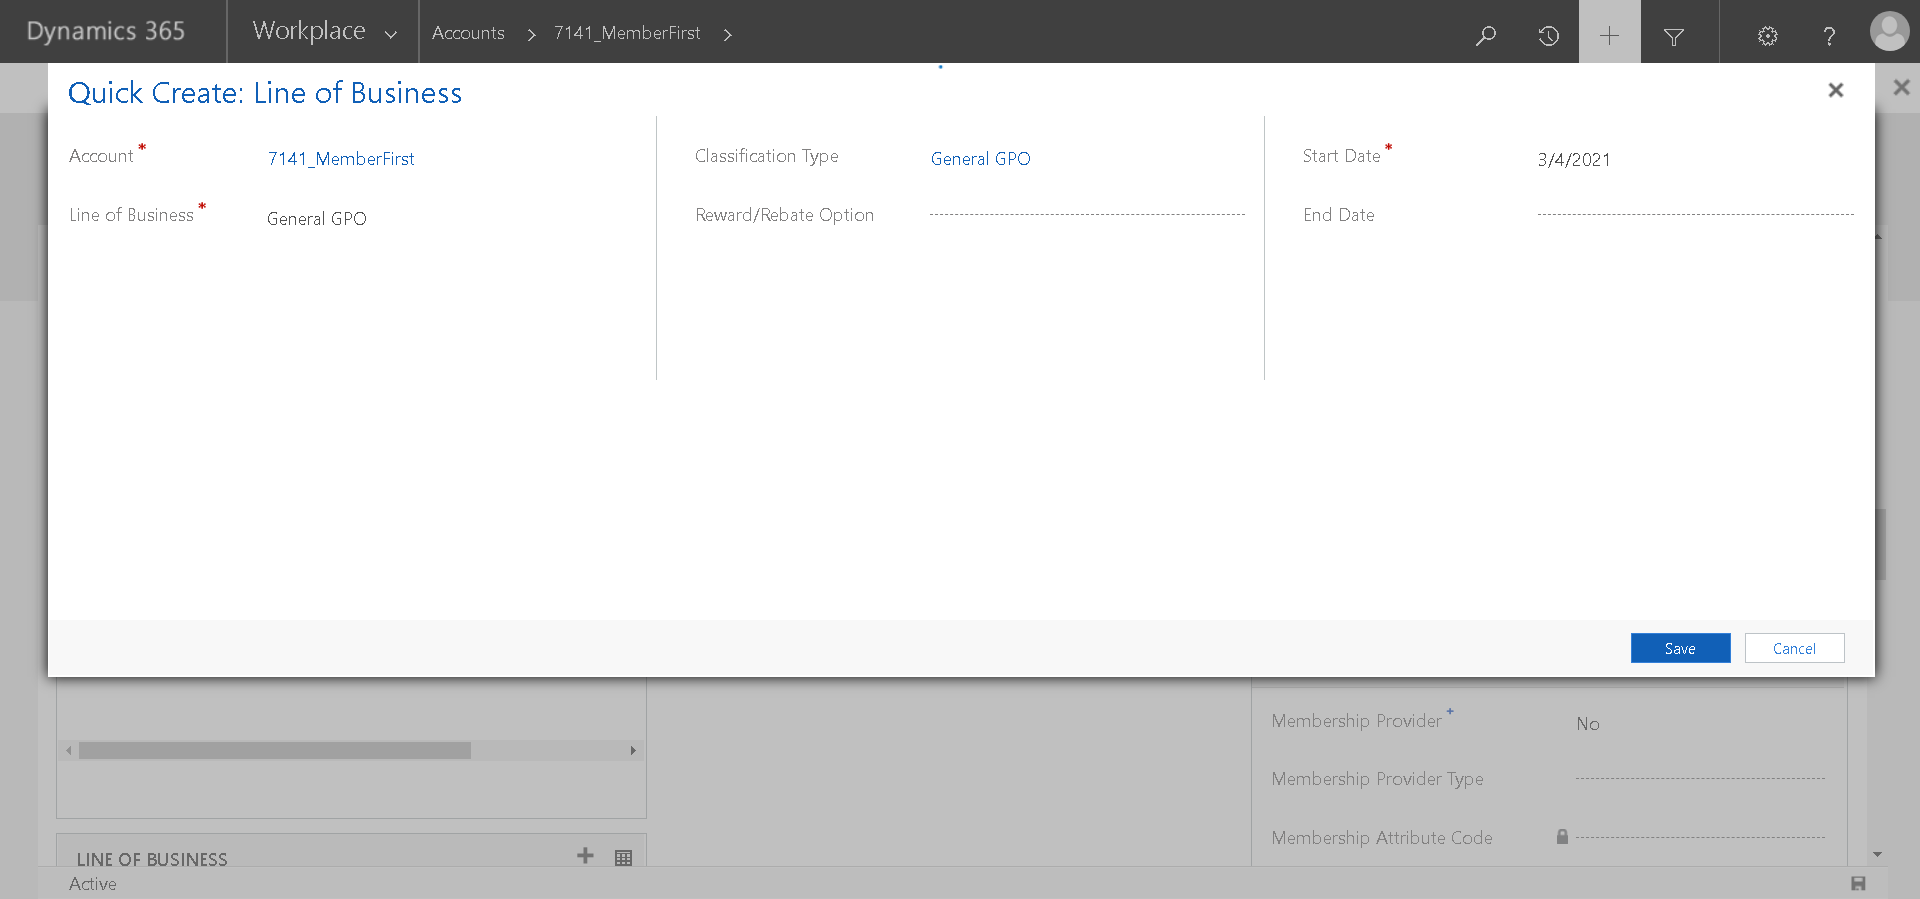 Dynamics 365
Workplace
Accounts
7141_MemberFirst
?
Quick Create: Line of Business
Account *
7141_MemberFirst
Classification Type
General GPO
Start Date *
3/4/2021
Line of Business *
General GPO
Reward/Rebate Option
End Date
Save
Cancel
Membership Provider +
No
Membership Provider Type
Membership Attribute Code
LINE OF BUSINESS
Active